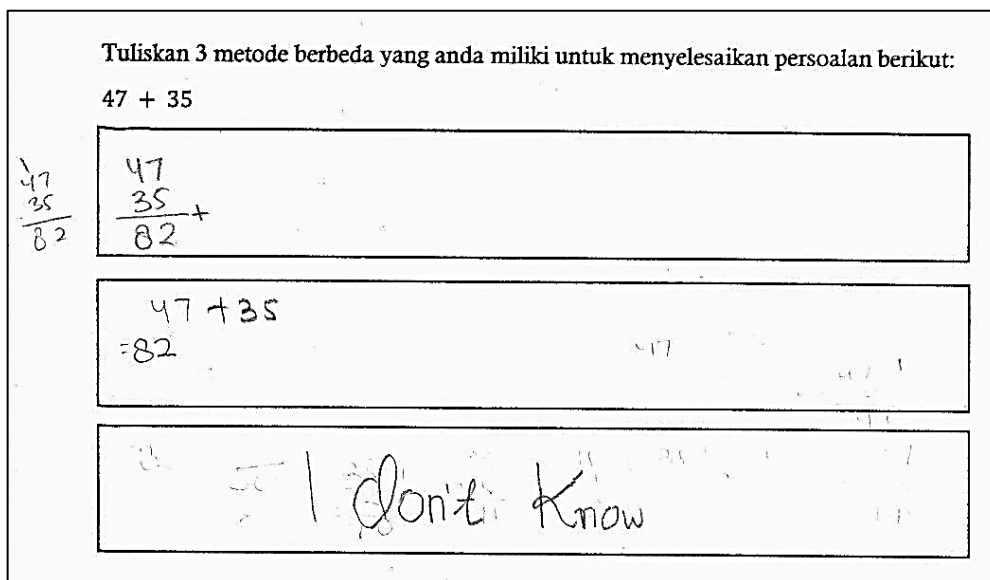 Tuliskan 3 metode berbeda yang anda miliki untuk menyelesaikan persoalan berikut:
47 + 35
1
47
35
82
47
35 +
82
47 + 35
= 82
I don't know